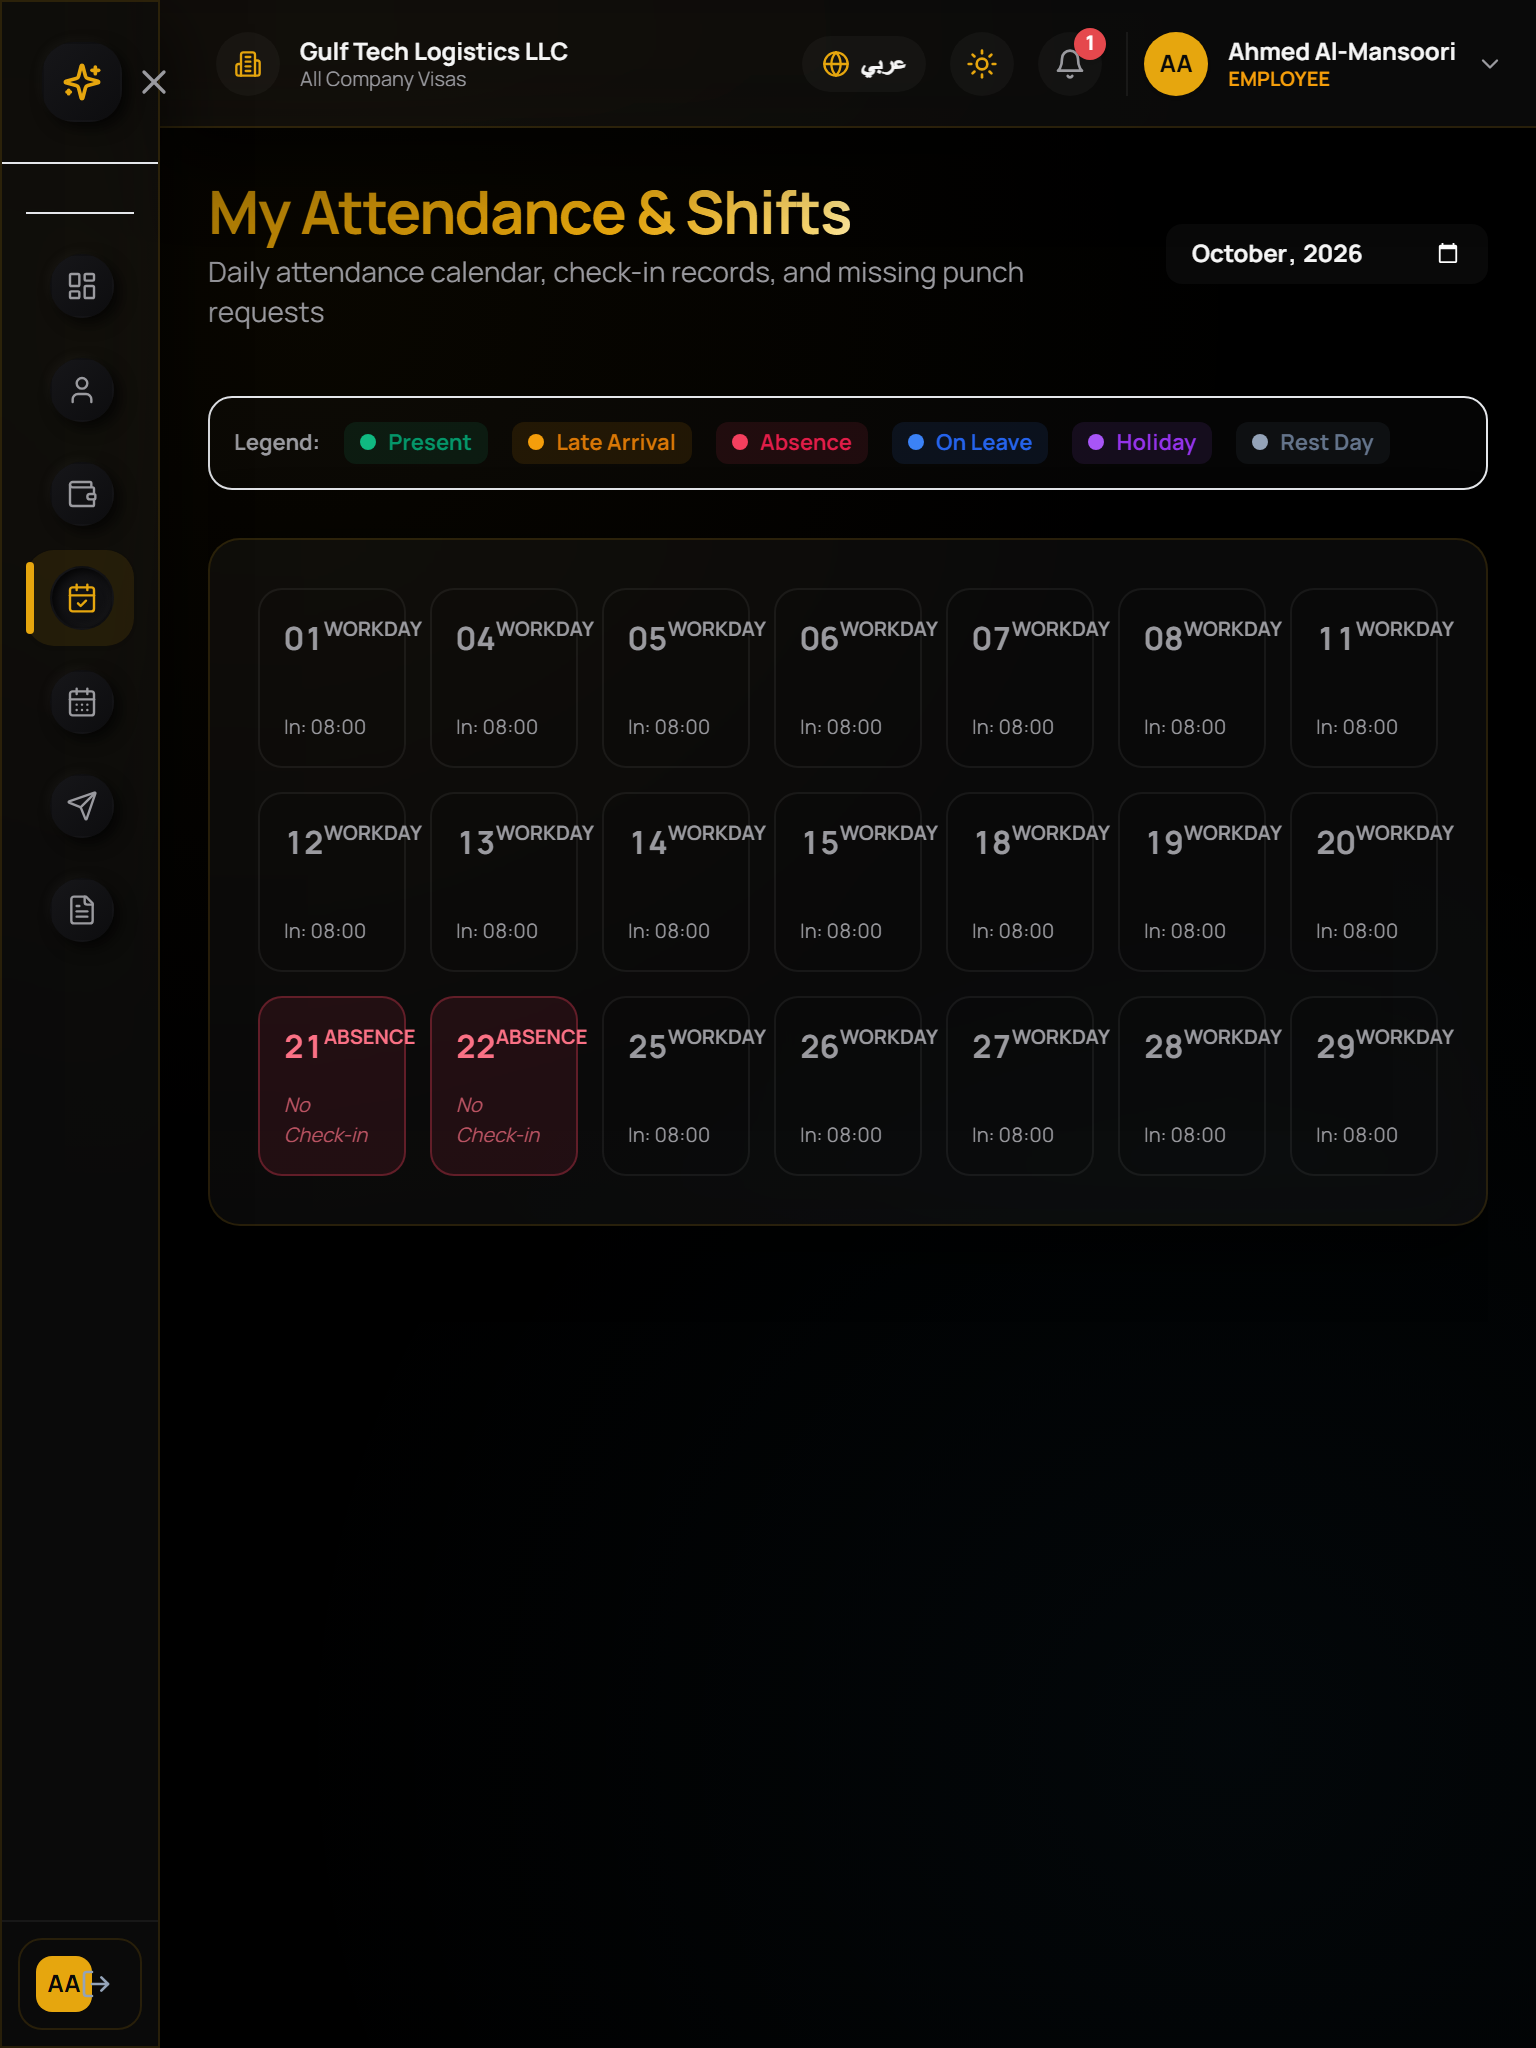 Gulf Tech Logistics LLC
All Company Visas
عربي
1
AA
Ahmed Al-Mansoori
EMPLOYEE
My Attendance & Shifts
Daily attendance calendar, check-in records, and missing punch
requests
October, 2026
Legend: Present Late Arrival Absence On Leave Holiday Rest Day
01 WORKDAY 04 WORKDAY 05 WORKDAY 06 WORKDAY 07 WORKDAY 08 WORKDAY 11 WORKDAY
In: 08:00 In: 08:00 In: 08:00 In: 08:00 In: 08:00 In: 08:00 In: 08:00
12 WORKDAY 13 WORKDAY 14 WORKDAY 15 WORKDAY 18 WORKDAY 19 WORKDAY 20 WORKDAY
In: 08:00 In: 08:00 In: 08:00 In: 08:00 In: 08:00 In: 08:00 In: 08:00
21 ABSENCE 22 ABSENCE 25 WORKDAY 26 WORKDAY 27 WORKDAY 28 WORKDAY 29 WORKDAY
No No
Check-in Check-in In: 08:00 In: 08:00 In: 08:00 In: 08:00 In: 08:00
AA